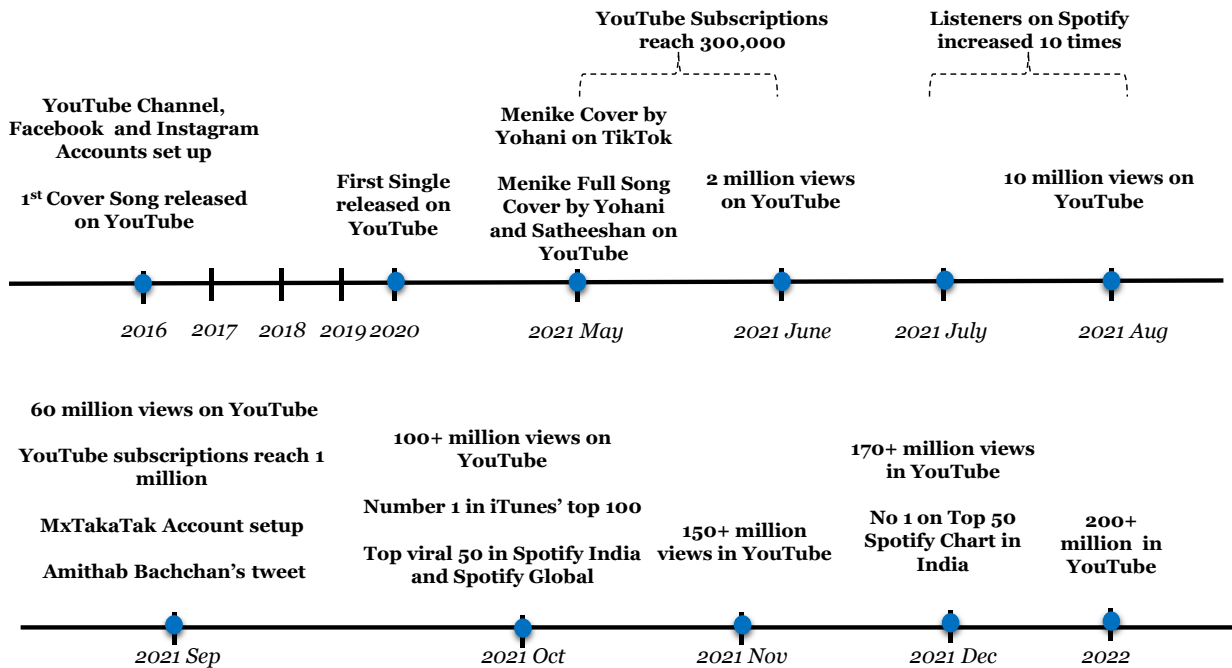 YouTube Subscriptions
reach 300,000
Listeners on Spotify
increased 10 times
YouTube Channel,
Facebook and Instagram
Accounts set up
1st Cover Song released
on YouTube
First Single
released on
YouTube
Menike Cover by
Yohani on TikTok
Menike Full Song
Cover by Yohani
and Satheeshan on
YouTube
2 million views
on YouTube
10 million views on
YouTube
2016
2017
2018
2019
2020
2021 May
2021 June
2021 July
2021 Aug
60 million views on YouTube
YouTube subscriptions reach 1
million
MxTakaTak Account setup
Amithab Bachchan’s tweet
100+ million views on
YouTube
Number 1 in iTunes’ top 100
Top viral 50 in Spotify India
and Spotify Global
150+ million
views in YouTube
170+ million views
in YouTube
No 1 on Top 50
Spotify Chart in
India
200+
million in
YouTube
2021 Sep
2021 Oct
2021 Nov
2021 Dec
2022